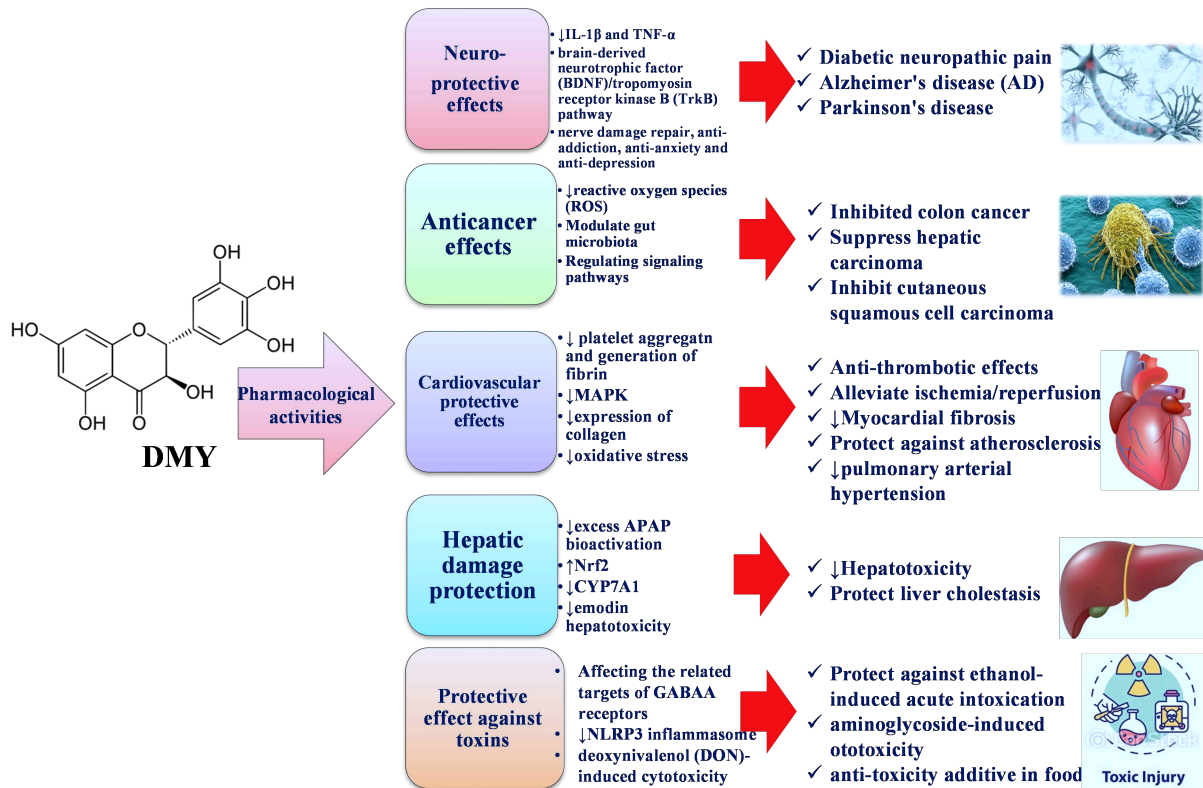 OH
OH
OH
HO
O
OH
OH
O
DMY
Pharmacological
activities
Neuro-
protective
effects
• ↓IL-1β and TNF-α
• brain-derived
neurotrophic factor
(BDNF)/tropomyosin
receptor kinase B (TrkB)
pathway
• nerve damage repair, anti-
addiction, anti-anxiety and
anti-depression
✓ Diabetic neuropathic pain
✓ Alzheimer's disease (AD)
✓ Parkinson's disease
Anticancer
effects
• ↓reactive oxygen species
(ROS)
• Modulate gut
microbiota
• Regulating signaling
pathways
✓ Inhibited colon cancer
✓ Suppress hepatic
carcinoma
✓ Inhibit cutaneous
squamous cell carcinoma
Cardiovascular
protective
effects
• ↓ platelet aggregatn
and generation of
fibrin
• ↓MAPK
• ↓expression of
collagen
• ↓oxidative stress
✓ Anti-thrombotic effects
✓ Alleviate ischemia/reperfusion
✓ ↓Myocardial fibrosis
✓ Protect against atherosclerosis
✓ ↓pulmonary arterial
hypertension
Hepatic
damage
protection
• ↓excess APAP
bioactivation
• ↑Nrf2
• ↓CYP7A1
• ↓emodin
hepatotoxicity
✓ ↓Hepatotoxicity
✓ Protect liver cholestasis
Protective
effect against
toxins
• Affecting the related
targets of GABAA
receptors
• ↓NLRP3 inflammasome
• deoxynivalenol (DON)-
induced cytotoxicity
✓ Protect against ethanol-
induced acute intoxication
✓ aminoglycoside-induced
ototoxicity
✓ anti-toxicity additive in food
Toxic Injury